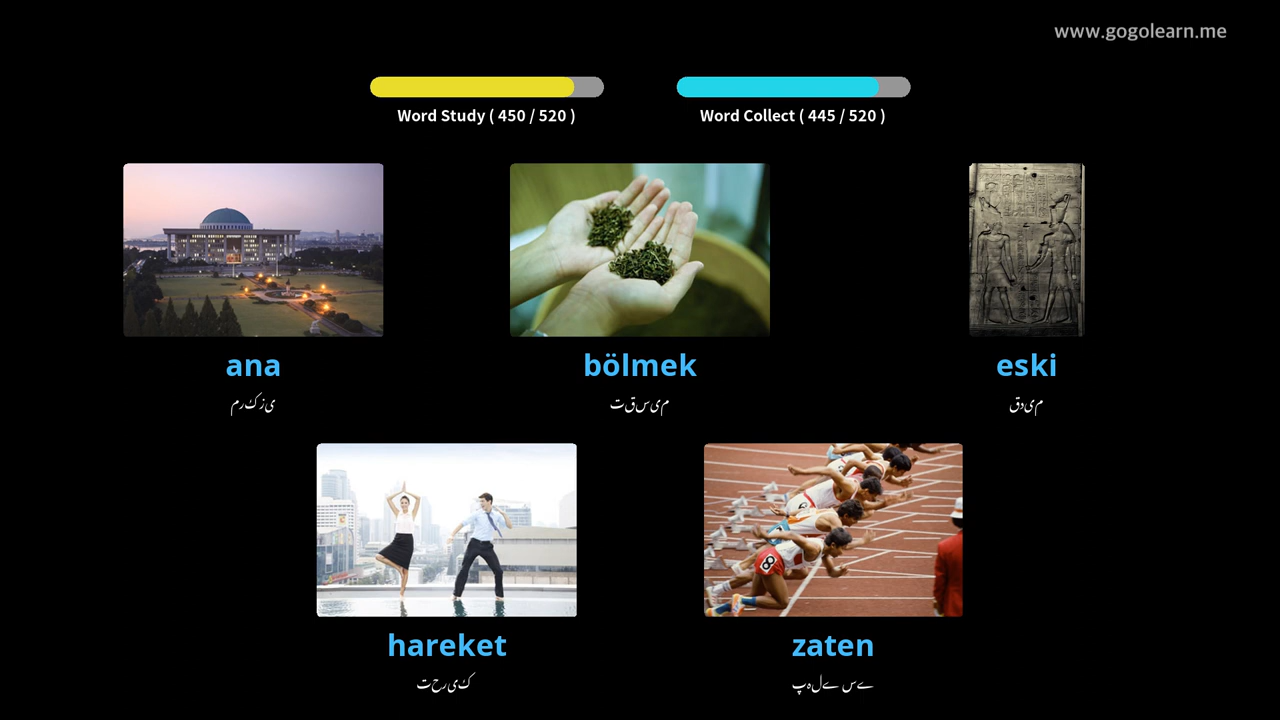 www.gogolearn.me
Word Study ( 450 / 520 )
Word Collect ( 445 / 520 )
ana
مرکزی
bölmek
تقسیم
eski
قدیم
hareket
تحریک
zaten
پہلے سے